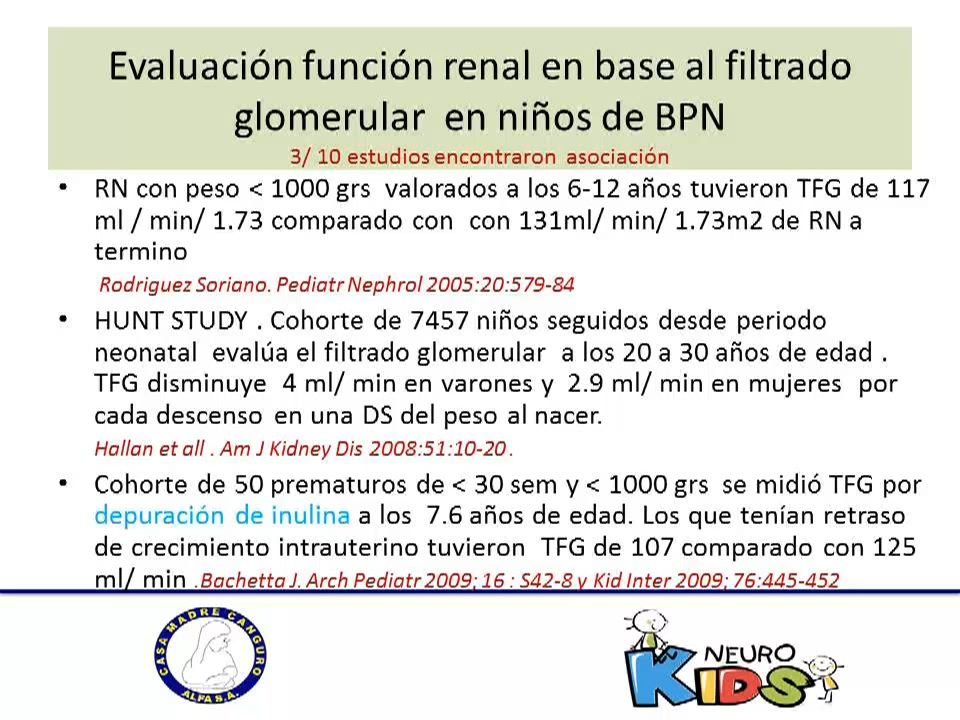 Evaluación función renal en base al filtrado
glomerular en niños de BPN
3/ 10 estudios encontraron asociación
• RN con peso < 1000 grs valorados a los 6-12 años tuvieron TFG de 117
ml / min/ 1.73 comparado con con 131ml/ min/ 1.73m2 de RN a
termino
Rodriguez Soriano. Pediatr Nephrol 2005:20:579-84
• HUNT STUDY . Cohorte de 7457 niños seguidos desde periodo
neonatal evalúa el filtrado glomerular a los 20 a 30 años de edad .
TFG disminuye 4 ml/ min en varones y 2.9 ml/ min en mujeres por
cada descenso en una DS del peso al nacer.
Hallan et all . Am J Kidney Dis 2008:51:10-20 .
• Cohorte de 50 prematuros de < 30 sem y < 1000 grs se midió TFG por
depuración de inulina a los 7.6 años de edad. Los que tenían retraso
de crecimiento intrauterino tuvieron TFG de 107 comparado con 125
ml/ min .Bachetta J. Arch Pediatr 2009; 16 : S42-8 y Kid Inter 2009; 76:445-452
CASA MADRE CANGURO
ALFA S.A.
NEURO
KIDS